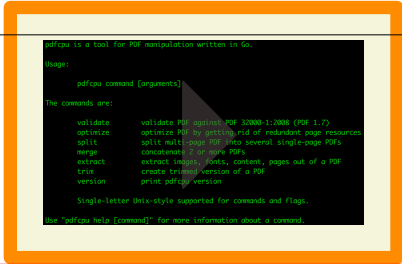 pdfcpu is a tool for PDF manipulation written in Go.
Usage:
pdfcpu command [arguments]
The commands are:
validate validate PDF against PDF 32000-1:2008 (PDF 1.7)
optimize optimize PDF by getting rid of redundant page resources
split split multi-page PDF into several single-page PDFs
merge concatenate 2 or more PDFs
extract extract images, fonts, content, pages out of a PDF
trim create trimmed version of a PDF
version print pdfcpu version
Single-letter Unix-style supported for commands and flags.
Use "pdfcpu help [command]" for more information about a command.